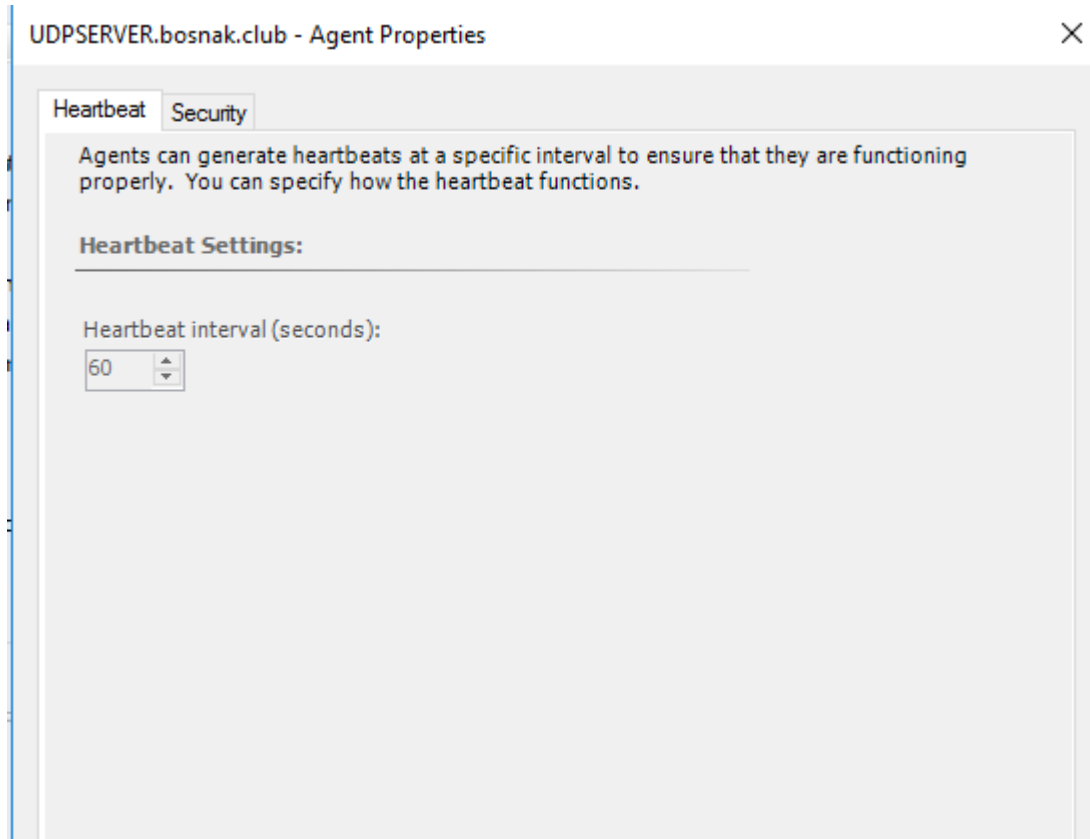 UDPSERVER.bosnak.club - Agent Properties
Heartbeat
Security
Agents can generate heartbeats at a specific interval to ensure that they are functioning
properly.  You can specify how the heartbeat functions.
Heartbeat Settings:
Heartbeat interval (seconds):
60